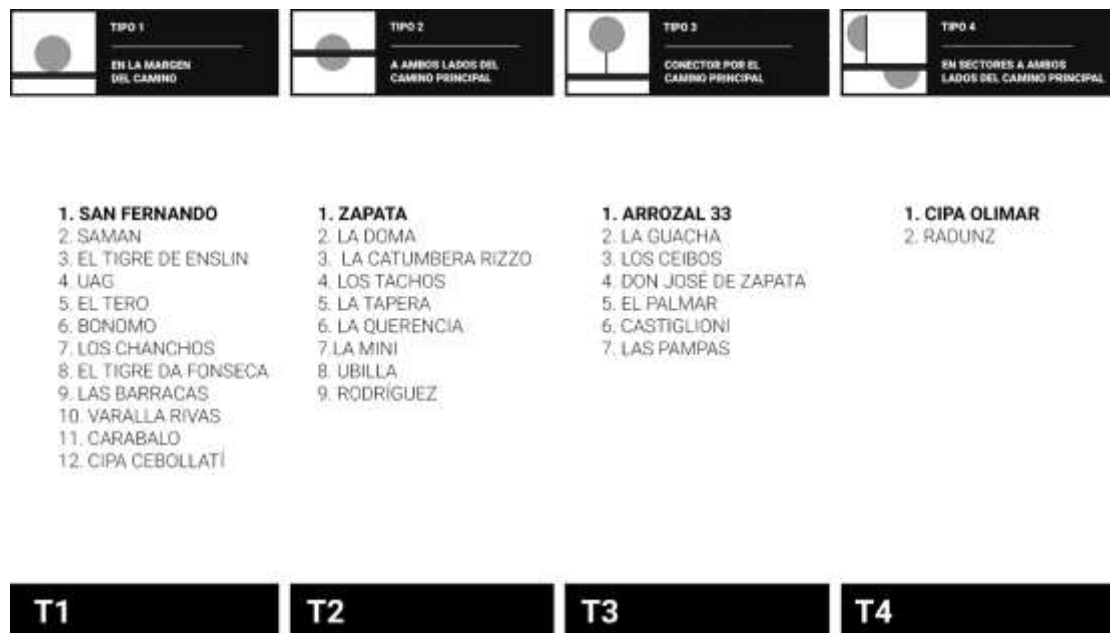 TIPO 1
EN LA MARGEN
DEL CAMINO
TIPO 2
A AMBOS LADOS DEL
CAMINO PRINCIPAL
TIPO 3
CONECTOR POR EL
CAMINO PRINCIPAL
TIPO 4
EN SECTORES A AMBOS
LADOS DEL CAMINO PRINCIPAL
1. SAN FERNANDO
2. SAMAN
3. EL TIGRE DE ENSLIN
4. UAG
5. EL TERO
6. BONOMO
7. LOS CHANCHOS
8. EL TIGRE DA FONSECA
9. LAS BARRACAS
10. VARALLA RIVAS
11. CARABALO
12. CIPA CEBOLLATÍ
1. ZAPATA
2. LA DOMA
3. LA CATUMBERA RIZZO
4. LOS TACHOS
5. LA TAPERA
6. LA QUERENCIA
7.LA MINI
8. UBILLA
9. RODRÍGUEZ
1. ARROZAL 33
2. LA GUACHA
3. LOS CEIBOS
4. DON JOSÉ DE ZAPATA
5. EL PALMAR
6. CASTIGLIONI
7. LAS PAMPAS
1. CIPA OLIMAR
2. RADUNZ
T1
T2
T3
T4